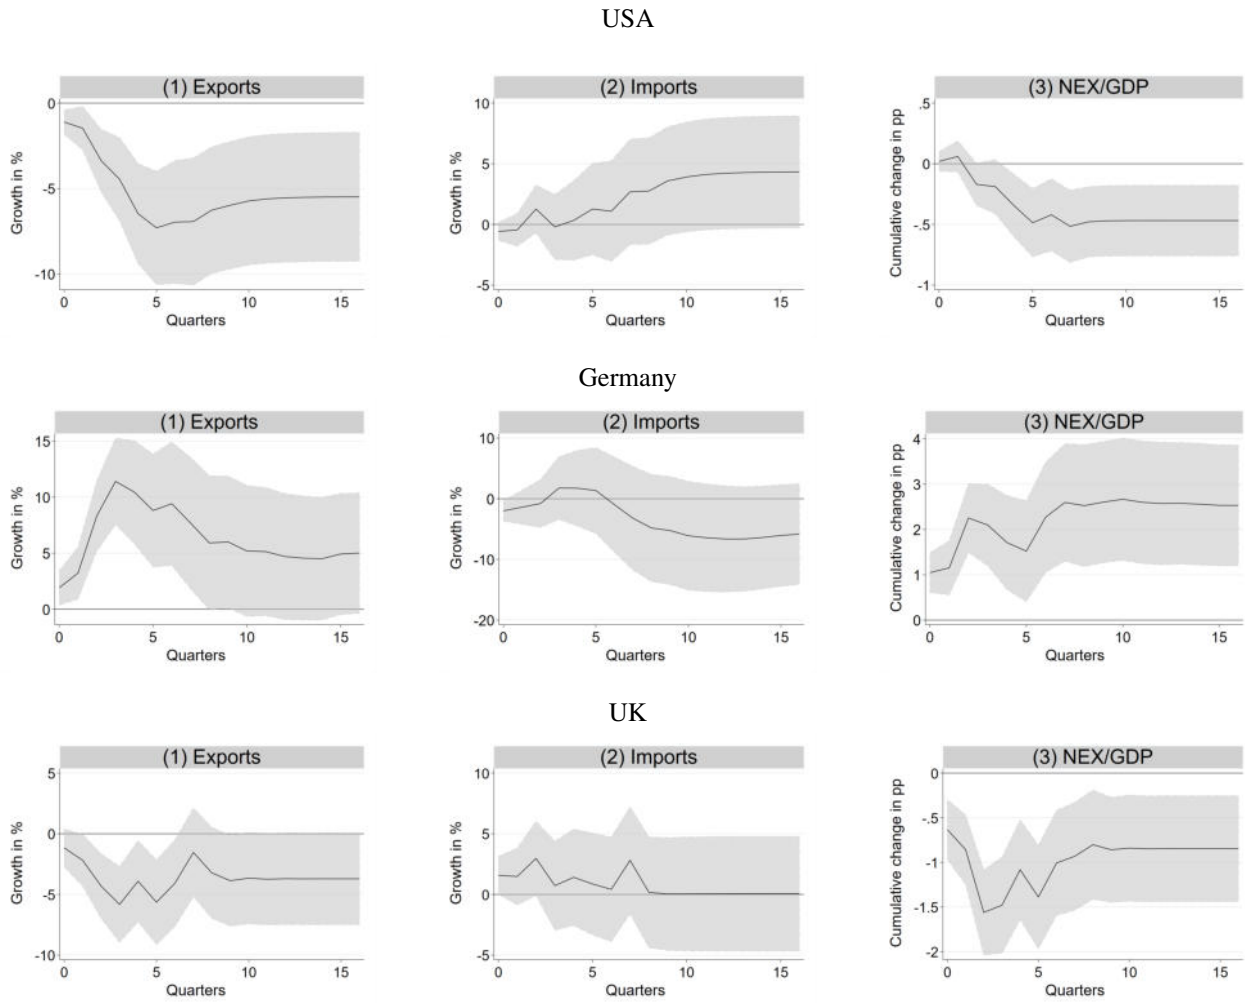 USA
(1) Exports
Growth in %
0
-5
-10
0 5 10 15
Quarters
(2) Imports
Growth in %
10
5
0
-5
0 5 10 15
Quarters
(3) NEX/GDP
Cumulative change in pp
.5
0
-.5
-1
0 5 10 15
Quarters
Germany
(1) Exports
Growth in %
15
10
5
0
0 5 10 15
Quarters
(2) Imports
Growth in %
10
0
-10
-20
0 5 10 15
Quarters
(3) NEX/GDP
Cumulative change in pp
4
3
2
1
0
0 5 10 15
Quarters
UK
(1) Exports
Growth in %
5
0
-5
-10
0 5 10 15
Quarters
(2) Imports
Growth in %
10
5
0
-5
0 5 10 15
Quarters
(3) NEX/GDP
Cumulative change in pp
0
-.5
-1
-1.5
-2
0 5 10 15
Quarters